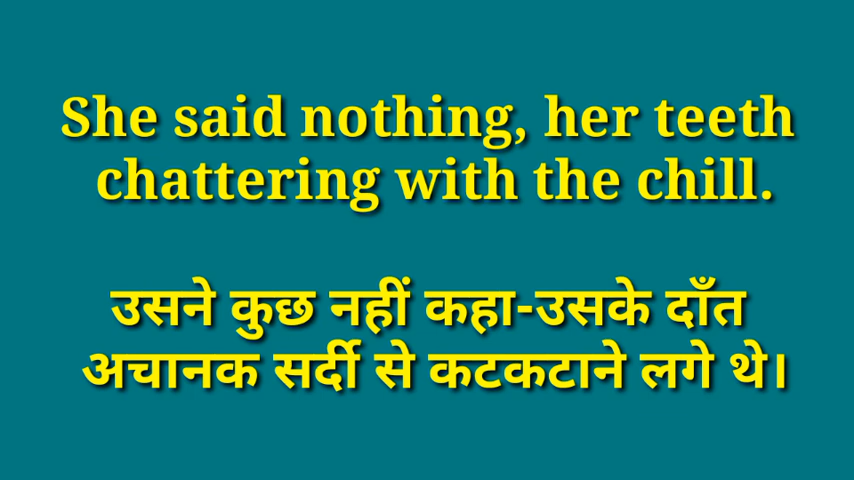 She said nothing, her teeth
chattering with the chill.
उसने कुछ नहीं कहा-उसके दाँत
अचानक सर्दी से कटकटाने लगे थे।